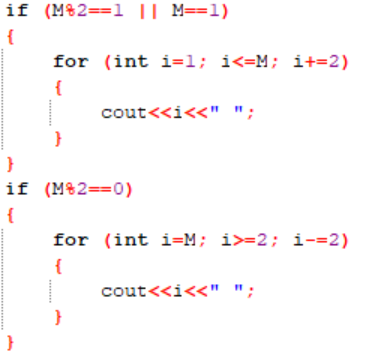 if (M%2==1 || M==1)
{
for (int i=1; i<=M; i+=2)
{
cout<<i<<" ";
}
}
if (M%2==0)
{
for (int i=M; i>=2; i-=2)
{
cout<<i<<" ";
}
}